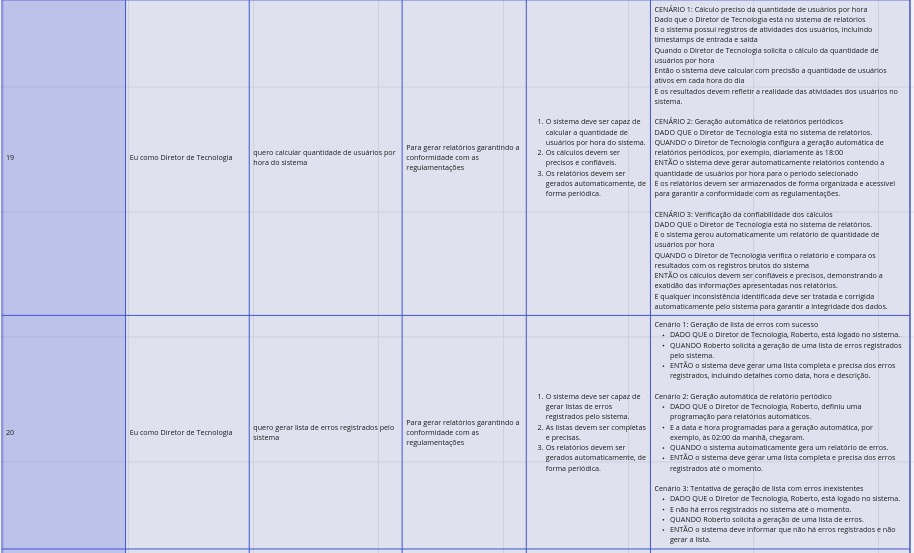 19
Eu como Diretor de Tecnologia
quero calcular quantidade de usuários por
hora do sistema
Para gerar relatórios garantindo a
conformidade com as
regulamentações
1. O sistema deve ser capaz de
calcular a quantidade de
usuários por hora do sistema.
2. Os cálculos devem ser
precisos e confiáveis.
3. Os relatórios devem ser
gerados automaticamente, de
forma periódica.
CENÁRIO 1: Cálculo preciso da quantidade de usuários por hora
Dado que o Diretor de Tecnologia está no sistema de relatórios
E o sistema possui registros de atividades dos usuários, incluindo
timestamps de entrada e saída
Quando o Diretor de Tecnologia solicita o cálculo da quantidade de
usuários por hora
Então o sistema deve calcular com precisão a quantidade de usuários
ativos em cada hora do dia
E os resultados devem refletir a realidade das atividades dos usuários no
sistema.
CENÁRIO 2: Geração automática de relatórios periódicos
DADO QUE o Diretor de Tecnologia está no sistema de relatórios.
QUANDO o Diretor de Tecnologia configura a geração automática de
relatórios periódicos, por exemplo, diariamente às 18:00
ENTÃO o sistema deve gerar automaticamente relatórios contendo a
quantidade de usuários por hora para o período selecionado
E os relatórios devem ser armazenados de forma organizada e acessível
para garantir a conformidade com as regulamentações.
CENÁRIO 3: Verificação da confiabilidade dos cálculos
DADO QUE o Diretor de Tecnologia está no sistema de relatórios.
E o sistema gerou automaticamente um relatório de quantidade de
usuários por hora
QUANDO o Diretor de Tecnologia verifica o relatório e compara os
resultados com os registros brutos do sistema
ENTÃO os cálculos devem ser confiáveis e precisos, demonstrando a
exatidão das informações apresentadas nos relatórios.
E qualquer inconsistência identificada deve ser tratada e corrigida
automaticamente pelo sistema para garantir a integridade dos dados.
20
Eu como Diretor de Tecnologia
quero gerar lista de erros registrados pelo
sistema
Para gerar relatórios garantindo a
conformidade com as
regulamentações
1. O sistema deve ser capaz de
gerar listas de erros
registrados pelo sistema.
2. As listas devem ser completas
e precisas.
3. Os relatórios devem ser
gerados automaticamente, de
forma periódica.
Cenário 1: Geração de lista de erros com sucesso
• DADO QUE o Diretor de Tecnologia, Roberto, está logado no sistema.
• QUANDO Roberto solicita a geração de uma lista de erros registrados
pelo sistema.
• ENTÃO o sistema deve gerar uma lista completa e precisa dos erros
registrados, incluindo detalhes como data, hora e descrição.
Cenário 2: Geração automática de relatório periódico
• DADO QUE o Diretor de Tecnologia, Roberto, definiu uma
programação para relatórios automáticos.
• E a data e hora programadas para a geração automática, por
exemplo, às 02:00 da manhã, chegaram.
• QUANDO o sistema automaticamente gera um relatório de erros.
• ENTÃO o sistema deve gerar uma lista completa e precisa dos erros
registrados até o momento.
Cenário 3: Tentativa de geração de lista com erros inexistentes
• DADO QUE o Diretor de Tecnologia, Roberto, está logado no sistema.
• E não há erros registrados no sistema até o momento.
• QUANDO Roberto solicita a geração de uma lista de erros.
• ENTÃO o sistema deve informar que não há erros registrados e não
gerar a lista.